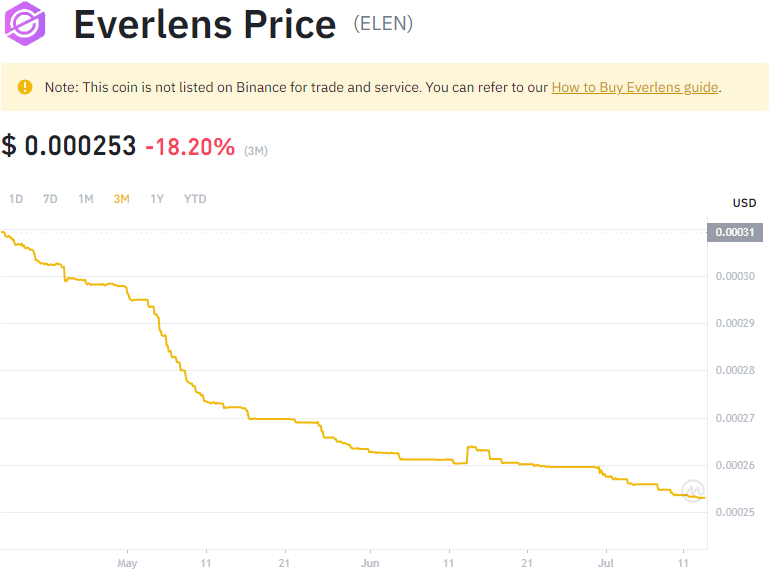 Everlens Price (ELEN)
Note: This coin is not listed on Binance for trade and service. You can refer to our How to Buy Everlens guide.
$ 0.000253 -18.20% (3M)
1D 7D 1M 3M 1Y YTD
USD
0.00031
0.00030
0.00029
0.00028
0.00027
0.00026
0.00025
May 11 21 Jun 11 21 Jul 11